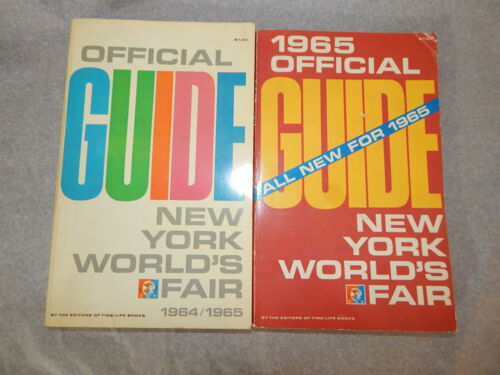 OFFICIAL
GUIDE
NEW
YORK
WORLD'S
FAIR
1964/1965
BY THE EDITORS OF TIME-LIFE BOOKS
1965
OFFICIAL
GUIDE
ALL NEW FOR 1965
NEW
YORK
WORLD'S
FAIR
BY THE EDITORS OF TIME-LIFE BOOKS